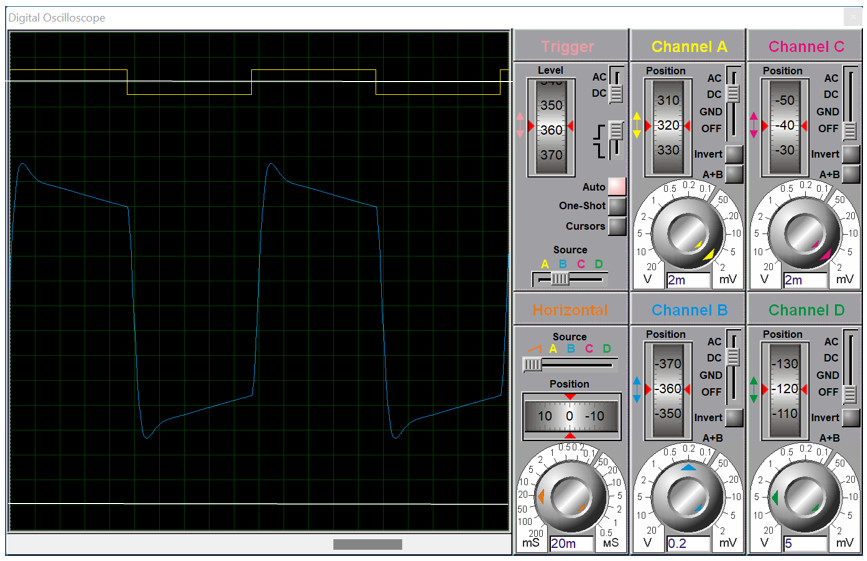 Digital Oscilloscope
Trigger
Level
340
350
360
370
AC
DC
Auto
One-Shot
Cursors
Source
A B C D
Channel A
Position
310
320
330
AC
DC
GND
OFF
Invert
A+B
20 10 5 2 1 0.5 0.2 0.1 50 20 10 5 2
V 2m mV
Channel C
Position
-50
-40
-30
AC
DC
GND
OFF
Invert
A+B
20 10 5 2 1 0.5 0.2 0.1 50 20 10 5 2
V 2m mV
Horizontal
Source
A B C D
Position
10 0 -10
200 100 50 20 10 5 2 1 0.5 0.2 0.1 50 20 10 5 2 1 0.5
mS 20m мS
Channel B
Position
-370
-360
-350
AC
DC
GND
OFF
Invert
A+B
20 10 5 2 1 0.5 0.2 0.1 50 20 10 5 2
V 0.2 mV
Channel D
Position
-130
-120
-110
AC
DC
GND
OFF
Invert
A+B
20 10 5 2 1 0.5 0.2 0.1 50 20 10 5 2
V 5 mV